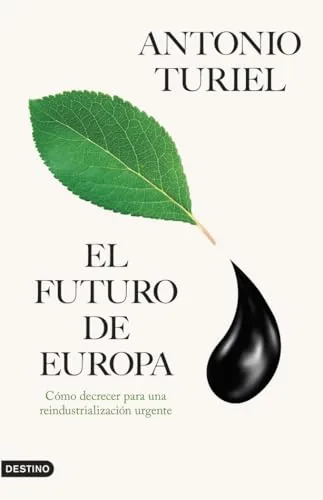 ANTONIO
TURIEL
EL
FUTURO
DE
EUROPA
Cómo decrecer para una
reindustrialización urgente
DESTINO